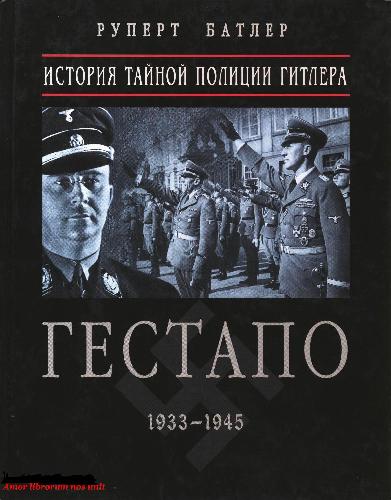 РУПЕРТ БАТЛЕР
ИСТОРИЯ ТАЙНОЙ ПОЛИЦИИ ГИТЛЕРА
ГЕСТАПО
1933–1945
Amor librorum nos unit